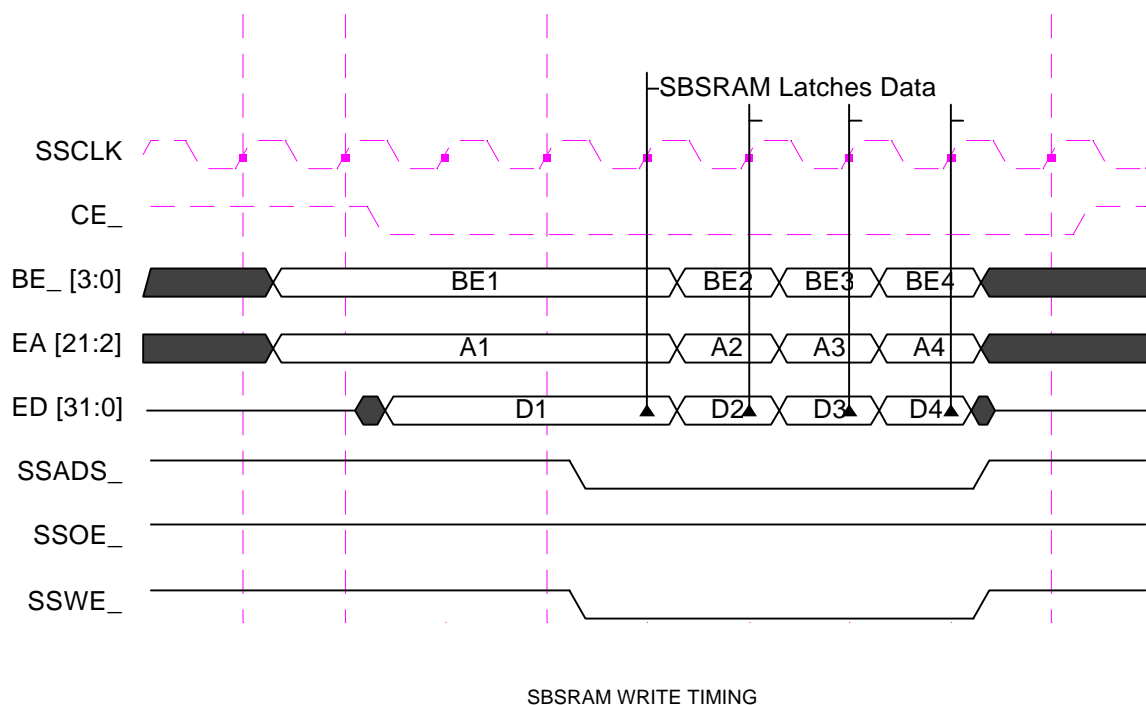 SBSRAM Latches Data
SSCLK
CE_
BE_ [3:0] BE1 BE2 BE3 BE4
EA [21:2] A1 A2 A3 A4
ED [31:0] D1 D2 D3 D4
SSADS_
SSOE_
SSWE_
SBSRAM WRITE TIMING